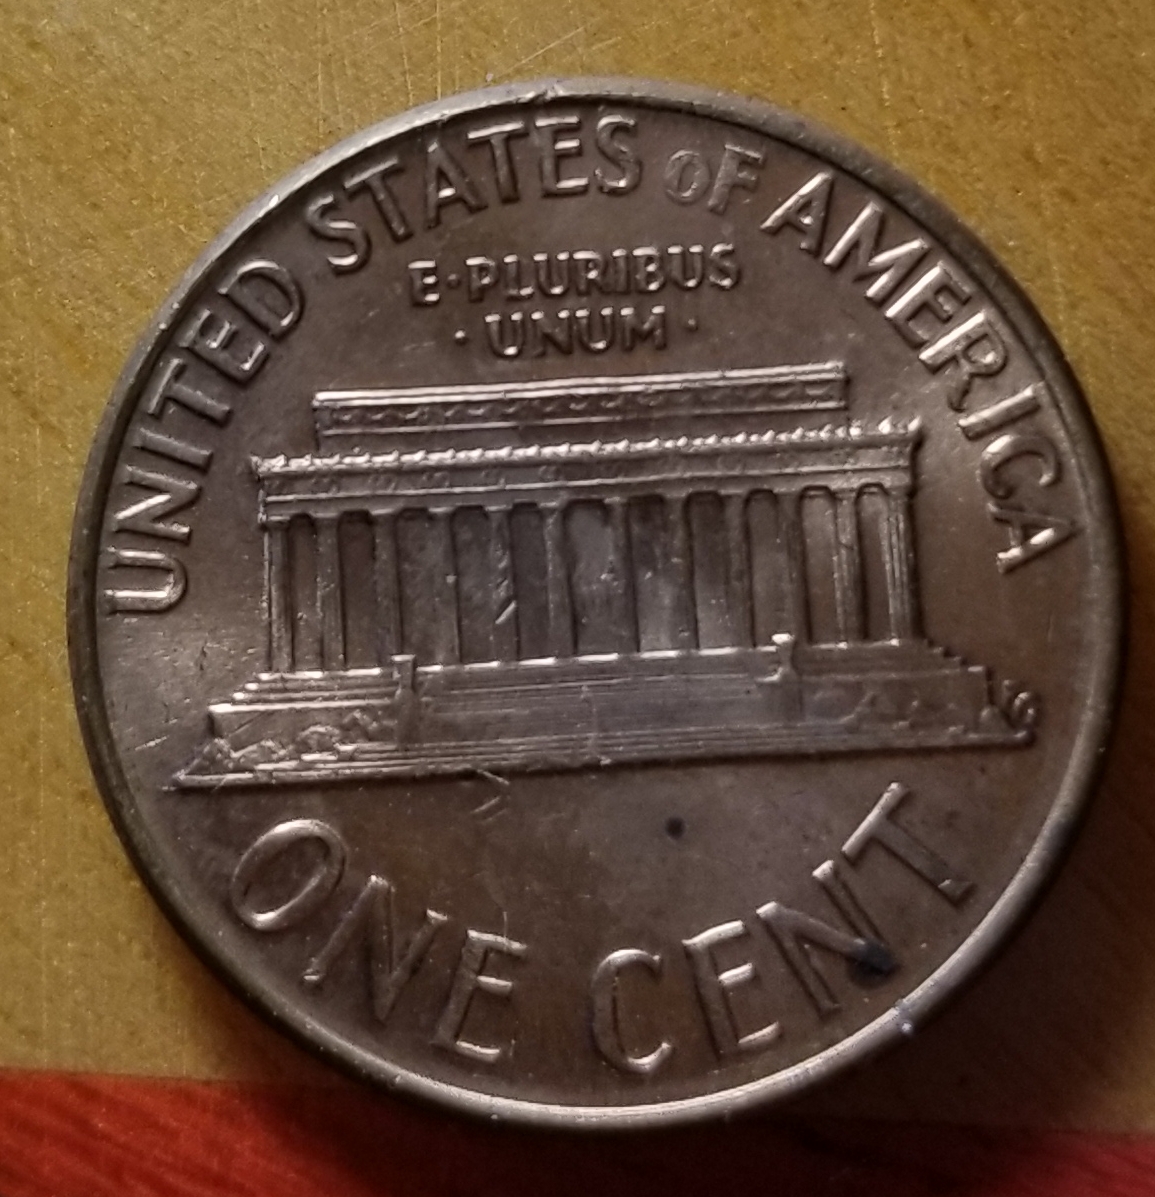 UNITED STATES OF AMERICA
E·PLURIBUS
·UNUM·
ONE CENT